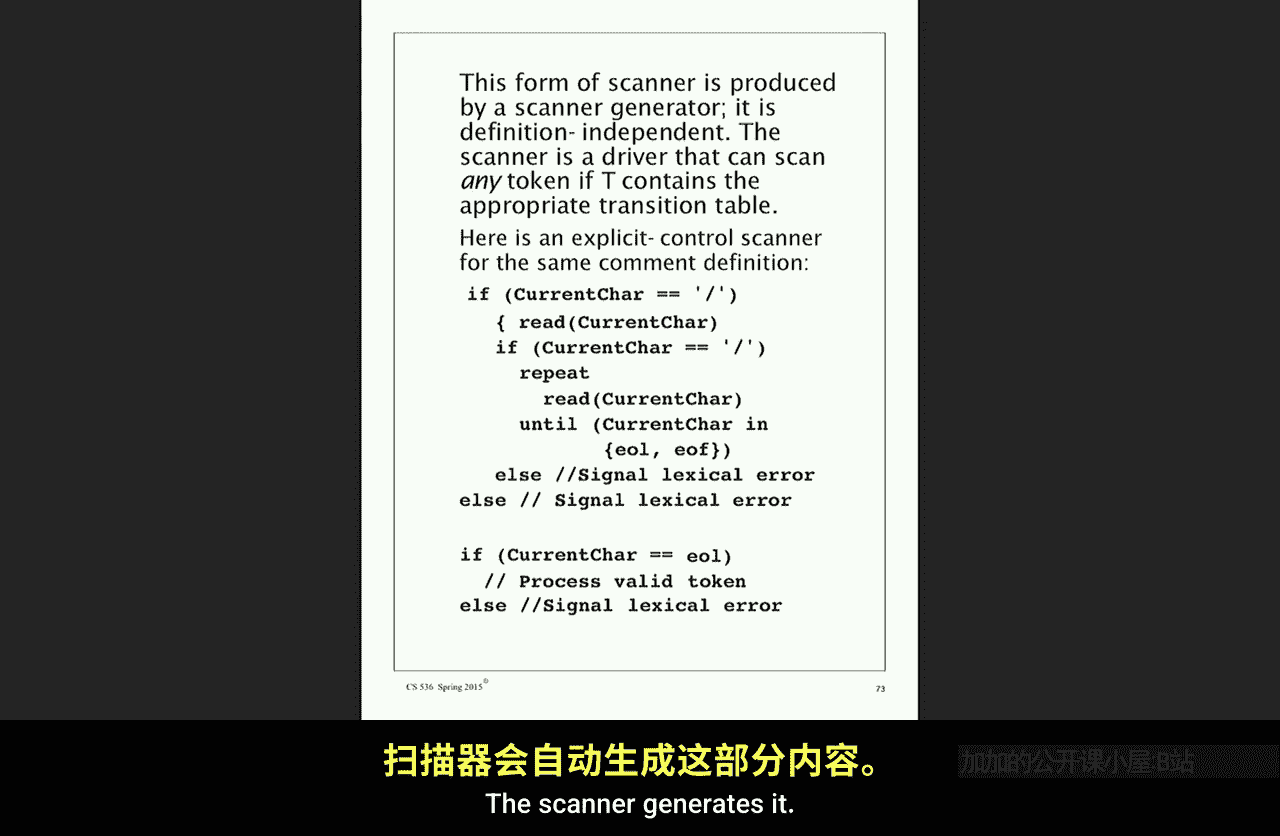 This form of scanner is produced
by a scanner generator; it is
definition- independent. The
scanner is a driver that can scan
any token if T contains the
appropriate transition table.
Here is an explicit- control scanner
for the same comment definition:
if (CurrentChar == '/')
{ read(CurrentChar)
if (CurrentChar == '/')
repeat
read(CurrentChar)
until (CurrentChar in
{eol, eof})
else //Signal lexical error
else // Signal lexical error
if (CurrentChar == eol)
// Process valid token
else //Signal lexical error
CS 536 Spring 2015©
73
扫描器会自动生成这部分内容。
加加的公开课小屋:B站
The scanner generates it.